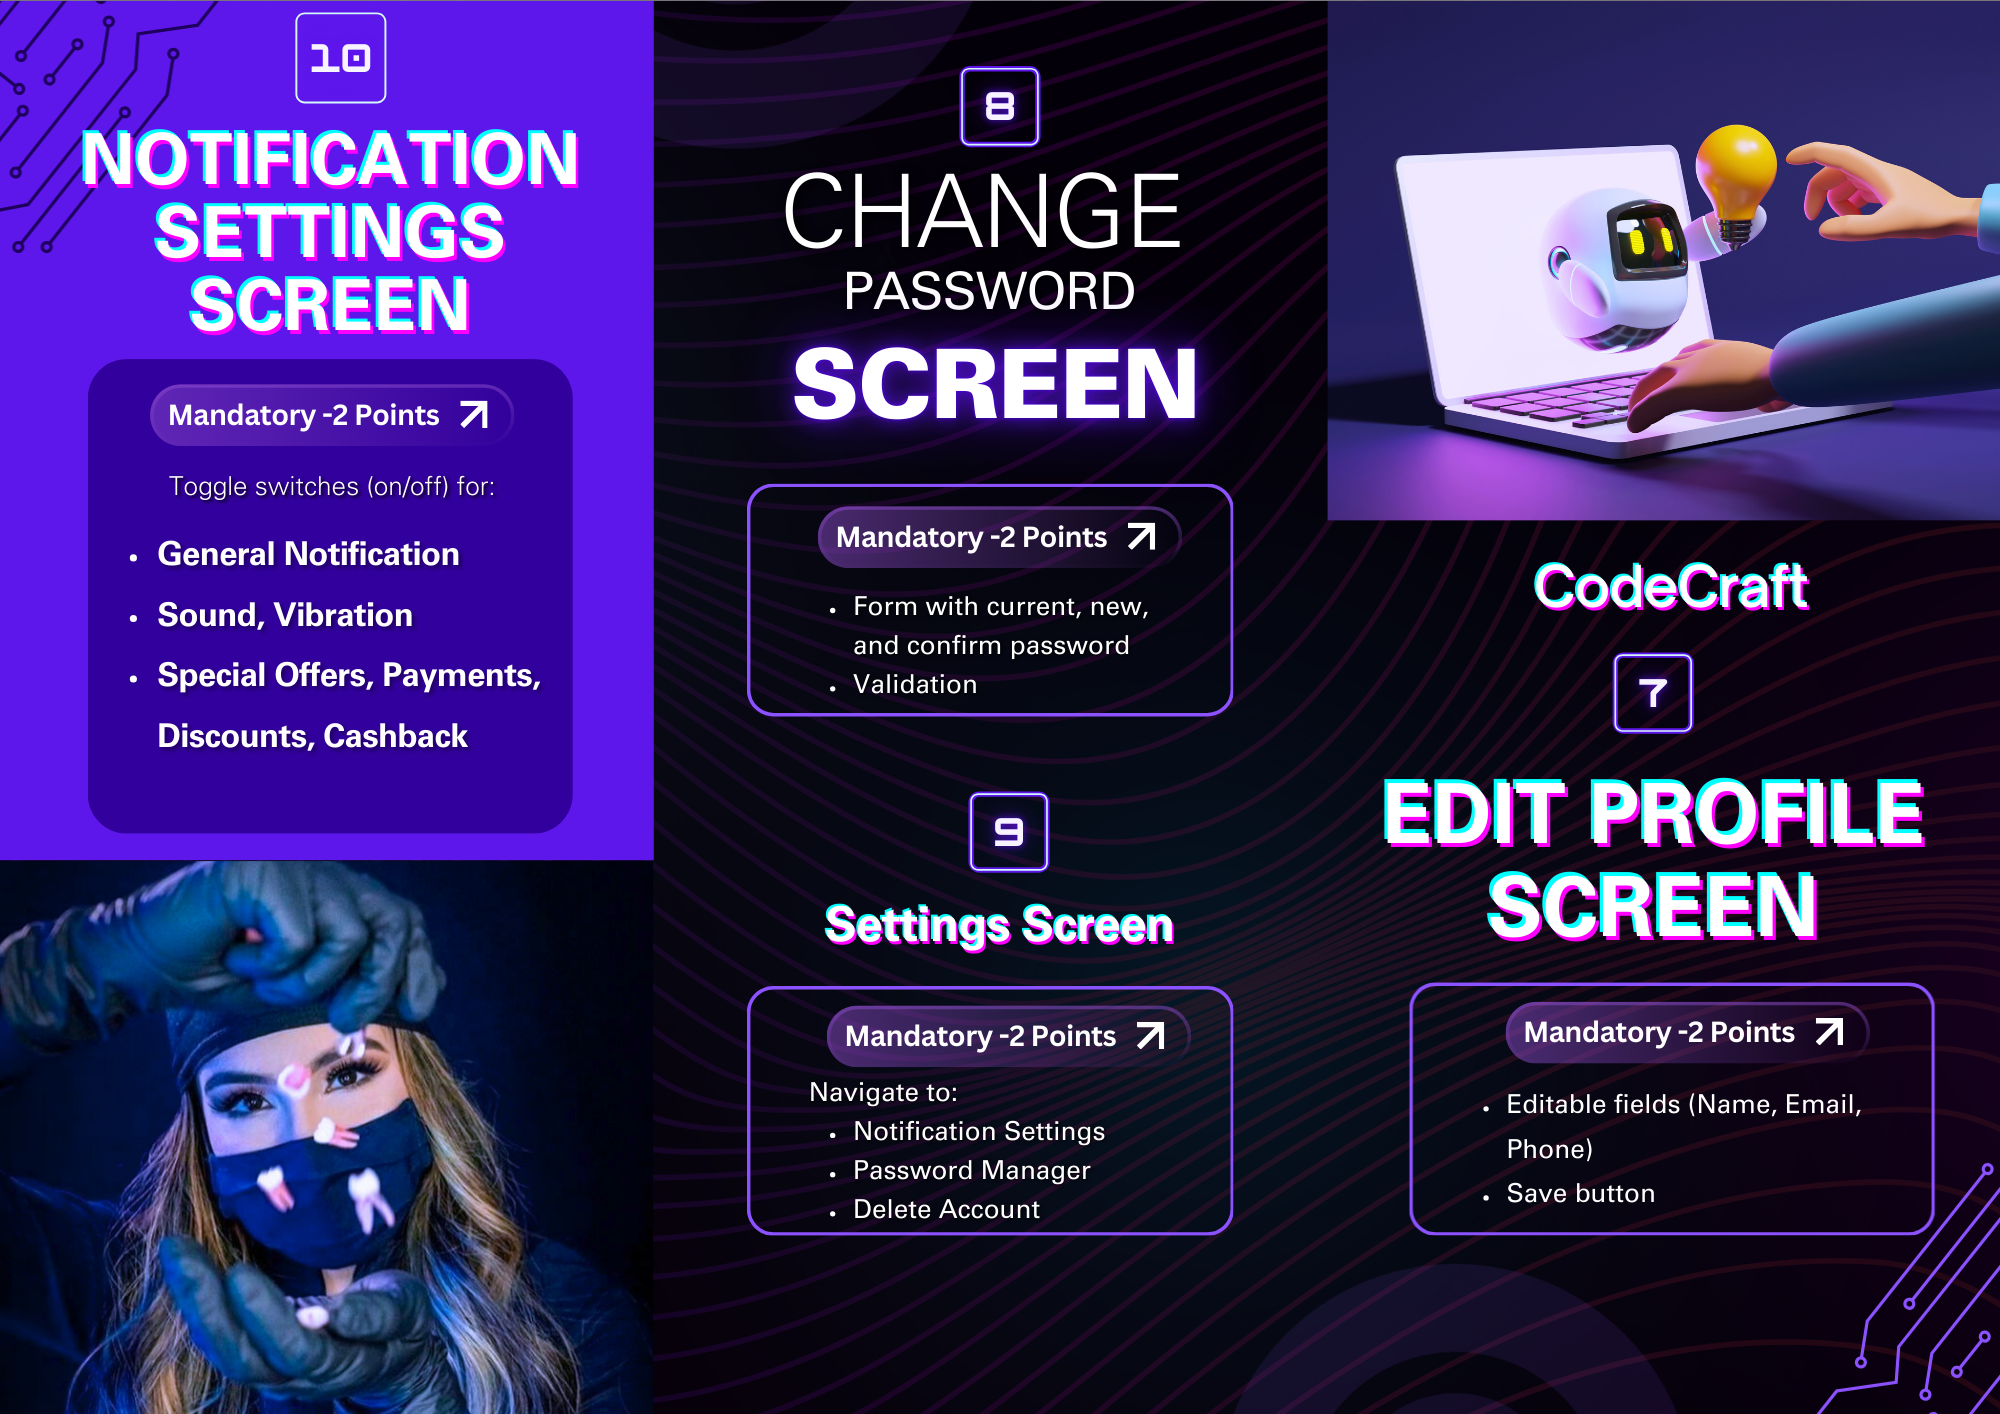 10
NOTIFICATION
SETTINGS
SCREEN
Mandatory -2 Points
Toggle switches (on/off) for:
• General Notification
• Sound, Vibration
• Special Offers, Payments,
Discounts, Cashback
8
CHANGE
PASSWORD
SCREEN
Mandatory -2 Points
• Form with current, new,
and confirm password
• Validation
9
Settings Screen
Mandatory -2 Points
Navigate to:
• Notification Settings
• Password Manager
• Delete Account
CodeCraft
7
EDIT PROFILE
SCREEN
Mandatory -2 Points
• Editable fields (Name, Email,
Phone)
• Save button